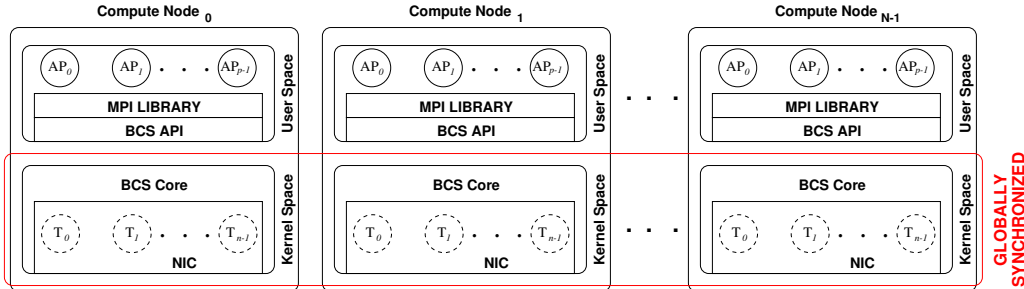 Compute Node 0
Compute Node 1
Compute Node N-1
AP0 AP1 . . . APp-1
MPI LIBRARY
BCS API
User Space
AP0 AP1 . . . APp-1
MPI LIBRARY
BCS API
User Space
. . .
AP0 AP1 . . . APp-1
MPI LIBRARY
BCS API
User Space
BCS Core
T0 T1 . . . Tn-1
NIC
Kernel Space
BCS Core
T0 T1 . . . Tn-1
NIC
Kernel Space
. . .
BCS Core
T0 T1 . . . Tn-1
NIC
Kernel Space
GLOBALLY
SYNCHRONIZED